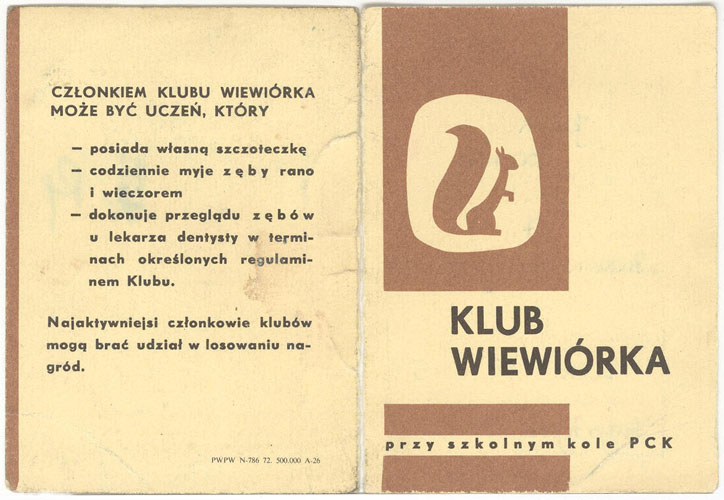 CZŁONKIEM KLUBU WIEWIÓRKA
MOŻE BYĆ UCZEŃ, KTÓRY
— posiada własną szczoteczkę
— codziennie myje zęby rano
i wieczorem
— dokonuje przeglądu zębów
u lekarza dentysty w termi-
nach określonych regulami-
nem Klubu.
Najaktywniejsi członkowie klubów
mogą brać udział w losowaniu na-
gród.
PWPW N-786 72. 500.000 A-26
KLUB
WIEWIÓRKA
przy szkolnym kole PCK